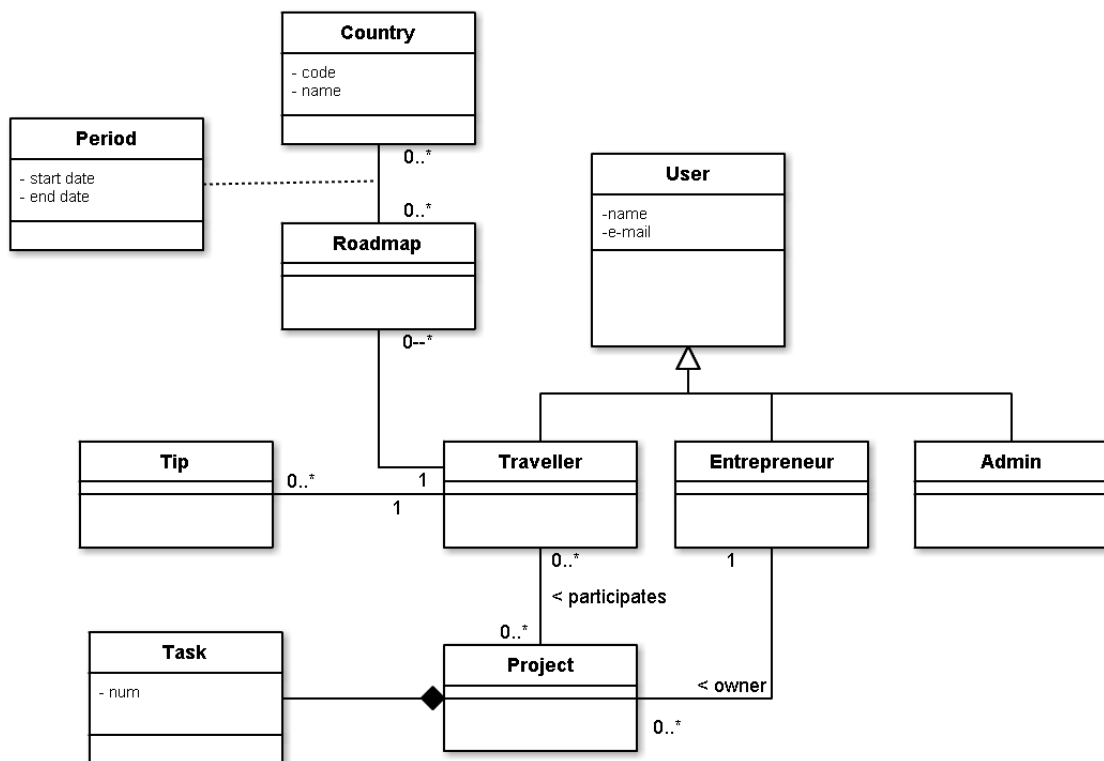 Country
- code
- name
0..*
Period
- start date
- end date
0..*
Roadmap
0--*
User
-name
-e-mail
Tip
0..*
1
1
Traveller
Entrepreneur
Admin
0..*
1
< participates
0..*
Task
- num
Project
< owner
0..*